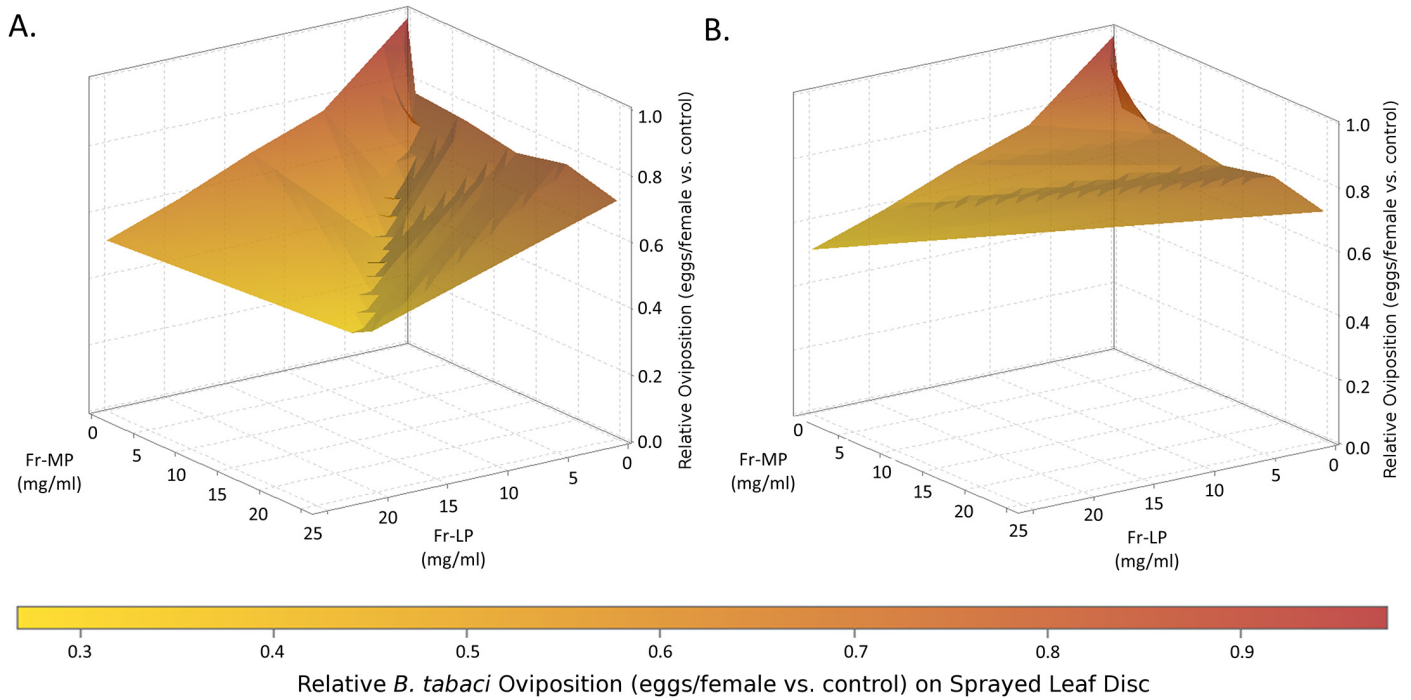 A.
1.0
0.8
0.6
0.4
0.2
0.0
Relative Oviposition (eggs/female vs. control)
0
5
10
15
20
25
Fr-MP
(mg/ml)
20
15
10
5
0
Fr-LP
(mg/ml)
B.
1.0
0.8
0.6
0.4
0.2
0.0
Relative Oviposition (eggs/female vs. control)
0
5
10
15
20
25
Fr-MP
(mg/ml)
20
15
10
5
0
Fr-LP
(mg/ml)
0.3 0.4 0.5 0.6 0.7 0.8 0.9
Relative B. tabaci Oviposition (eggs/female vs. control) on Sprayed Leaf Disc